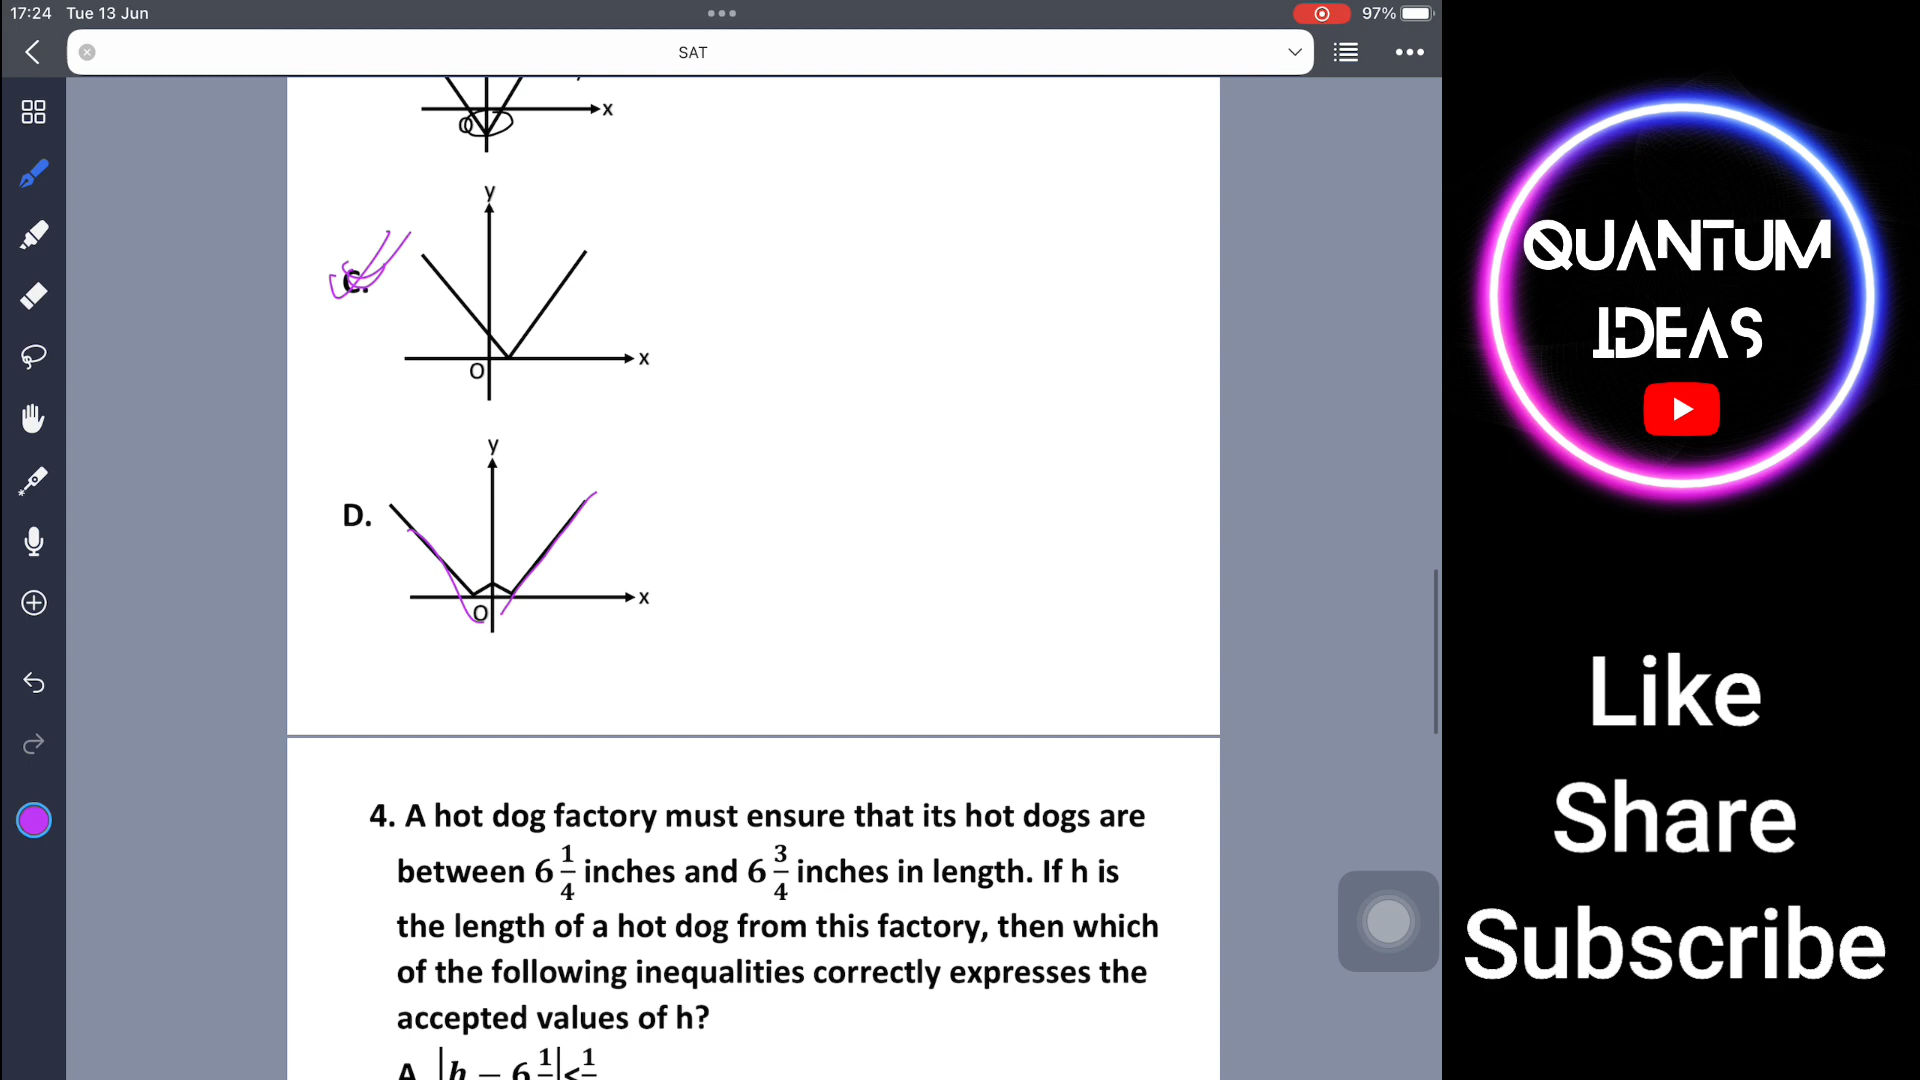 17:24 Tue 13 Jun
97%
SAT
x
O
y
C.
x
O
y
D.
x
O
4. A hot dog factory must ensure that its hot dogs are
between 6 1/4 inches and 6 3/4 inches in length. If h is
the length of a hot dog from this factory, then which
of the following inequalities correctly expresses the
accepted values of h?
A. |h − 6 1
< 1
QUANTUM
IDEAS
Like
Share
Subscribe